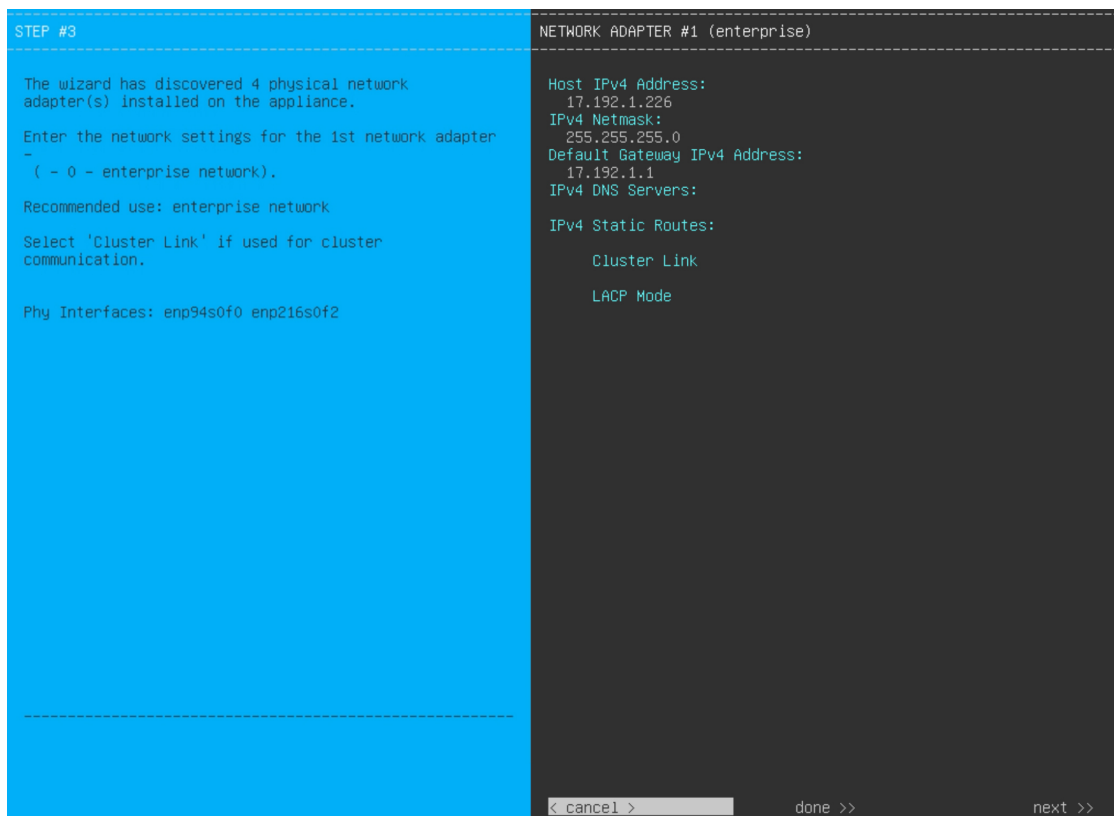 STEP #3
The wizard has discovered 4 physical network
adapter(s) installed on the appliance.
Enter the network settings for the 1st network adapter
-
( - 0 - enterprise network).
Recommended use: enterprise network
Select 'Cluster Link' if used for cluster
communication.
Phy Interfaces: enp94s0f0 enp216s0f2
NETWORK ADAPTER #1 (enterprise)
Host IPv4 Address:
17.192.1.226
IPv4 Netmask:
255.255.255.0
Default Gateway IPv4 Address:
17.192.1.1
IPv4 DNS Servers:
IPv4 Static Routes:
Cluster Link
LACP Mode
< cancel > done >> next >>